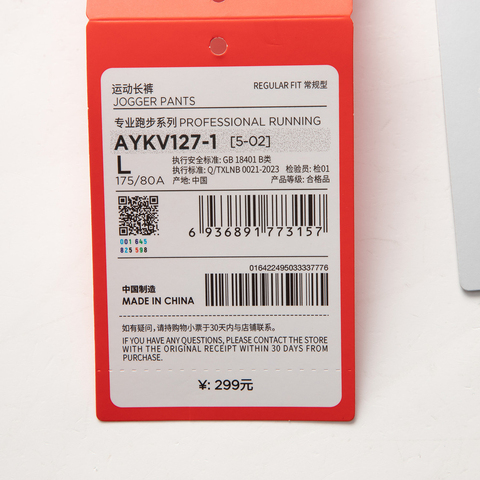 运动长裤
REGULAR FIT 常规型
JOGGER PANTS
专业跑步系列 PROFESSIONAL RUNNING
AYKV127-1 [5-02]
L
175/80A
执行安全标准: GB 18401 B类
执行标准: Q/TXLNB 0021-2023 检验员: 检01
产地: 中国 产品等级: 合格品
001 645
825 598
6 936891 773157
016422495033337776
中国制造
MADE IN CHINA
如有疑问, 请持购物小票于30天内与店铺联系。
IF YOU HAVE ANY QUESTIONS, PLEASE CONTACT THE STORE
WITH THE ORIGINAL RECEIPT WITHIN 30 DAYS FROM
PURCHASE.
¥: 299元